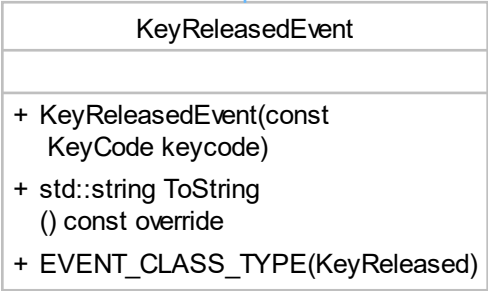 KeyReleasedEvent
+ KeyReleasedEvent(const
KeyCode keycode)
+ std::string ToString
() const override
+ EVENT_CLASS_TYPE(KeyReleased)